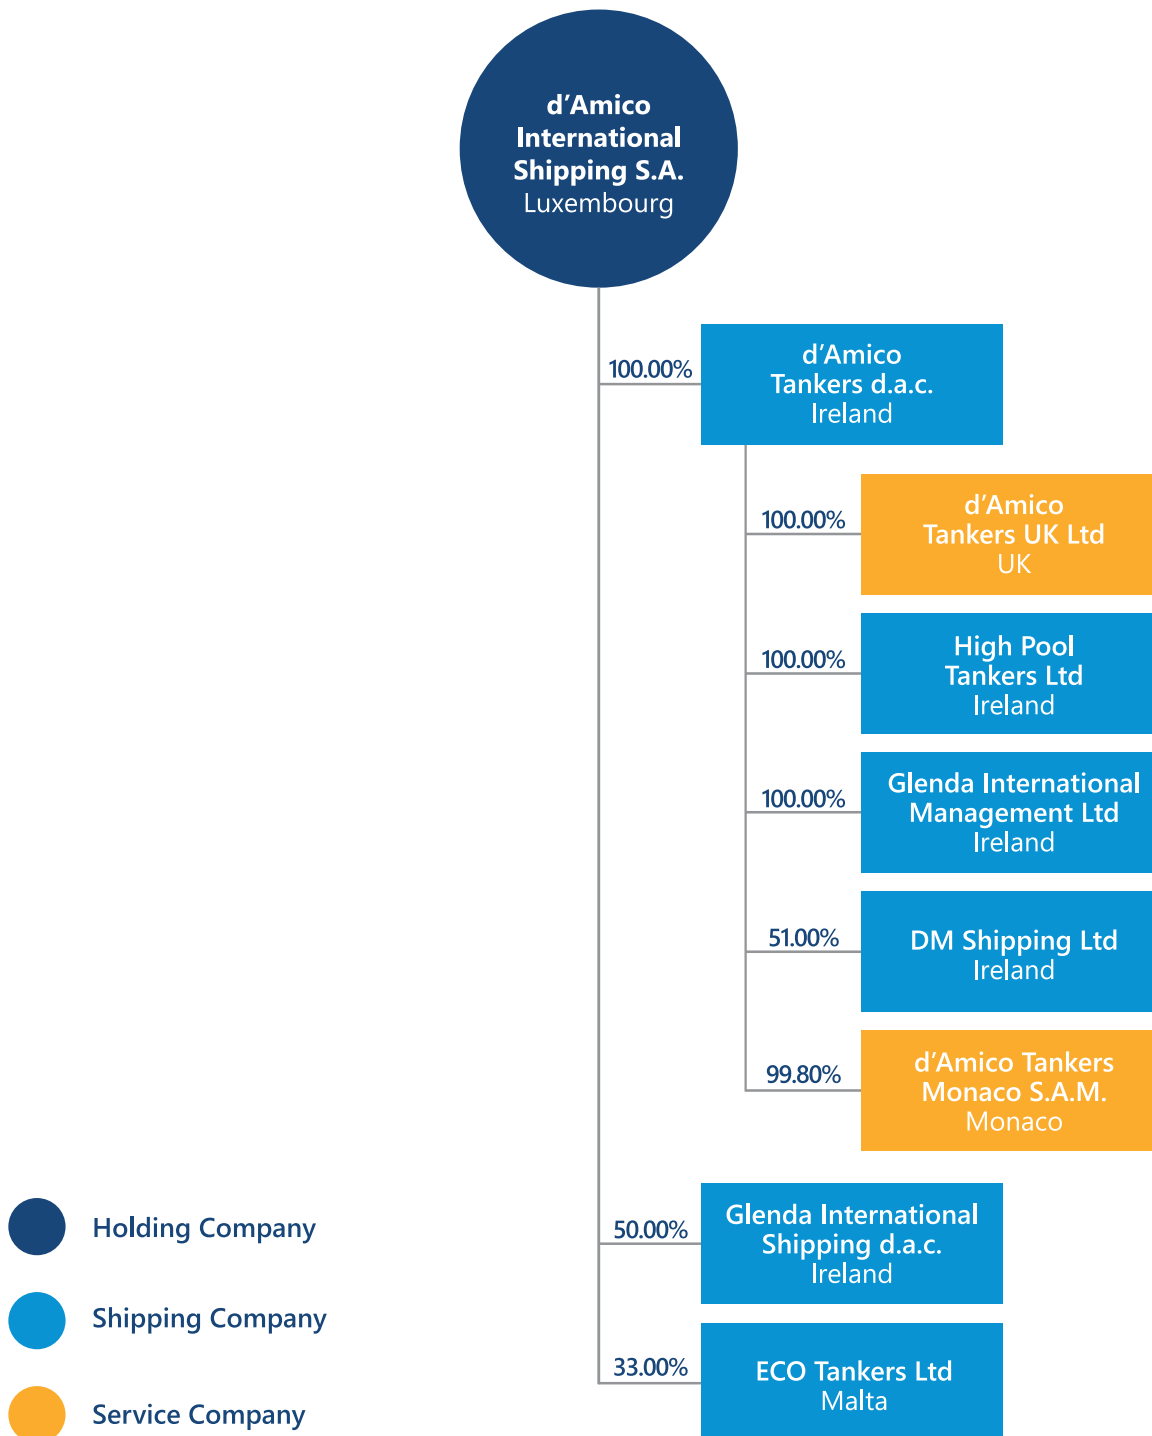 d'Amico
International
Shipping S.A.
Luxembourg
100.00%
d'Amico
Tankers d.a.c.
Ireland
100.00%
d'Amico
Tankers UK Ltd
UK
100.00%
High Pool
Tankers Ltd
Ireland
100.00%
Glenda International
Management Ltd
Ireland
51.00%
DM Shipping Ltd
Ireland
99.80%
d'Amico Tankers
Monaco S.A.M.
Monaco
50.00%
Glenda International
Shipping d.a.c.
Ireland
33.00%
ECO Tankers Ltd
Malta
Holding Company
Shipping Company
Service Company